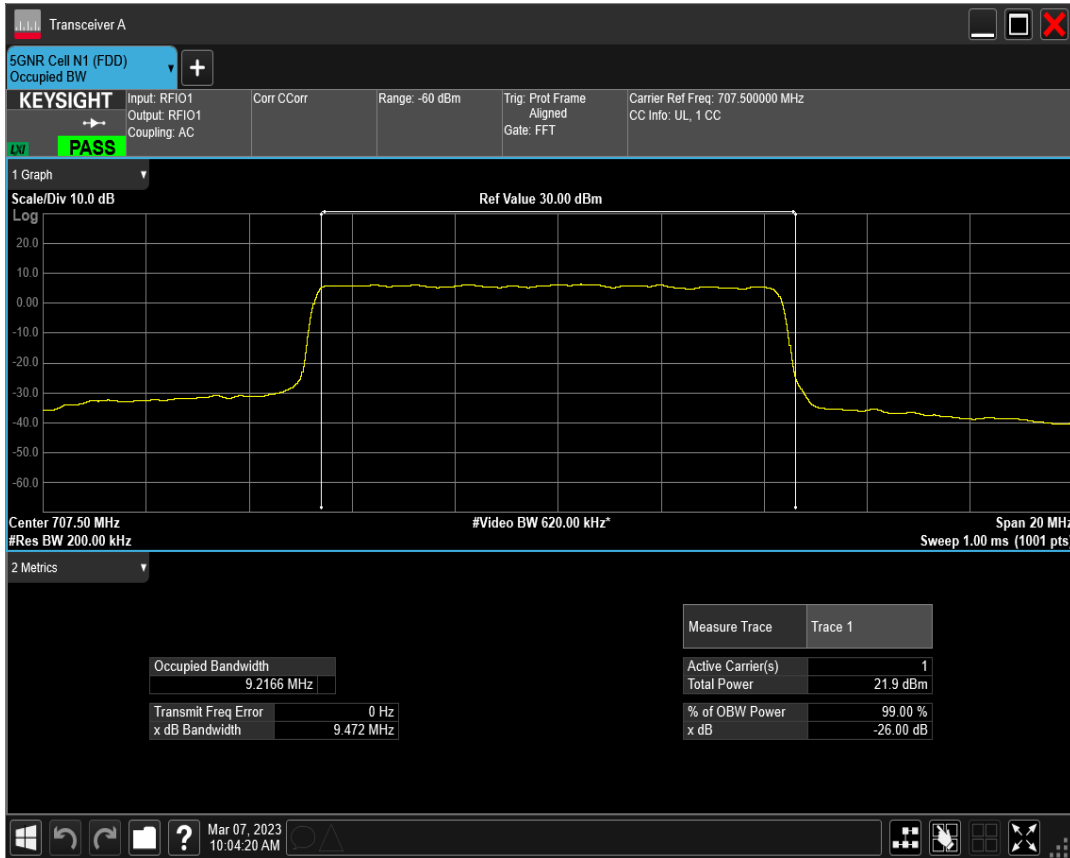 Transceiver A
5GNR Cell N1 (FDD)
Occupied BW
+
KEYSIGHT
LXI
PASS
Input: RFIO1
Output: RFIO1
Coupling: AC
Corr CCorr
Range: -60 dBm
Trig: Prot Frame
Aligned
Gate: FFT
Carrier Ref Freq: 707.500000 MHz
CC Info: UL, 1 CC
1 Graph
Scale/Div 10.0 dB
Ref Value 30.00 dBm
Log
20.0
10.0
0.00
-10.0
-20.0
-30.0
-40.0
-50.0
-60.0
Center 707.50 MHz
#Video BW 620.00 kHz*
Span 20 MHz
#Res BW 200.00 kHz
Sweep 1.00 ms (1001 pts)
2 Metrics
Measure Trace Trace 1
Occupied Bandwidth
9.2166 MHz
Active Carrier(s) 1
Total Power 21.9 dBm
Transmit Freq Error 0 Hz
x dB Bandwidth 9.472 MHz
% of OBW Power 99.00 %
x dB -26.00 dB
?
Mar 07, 2023
10:04:20 AM